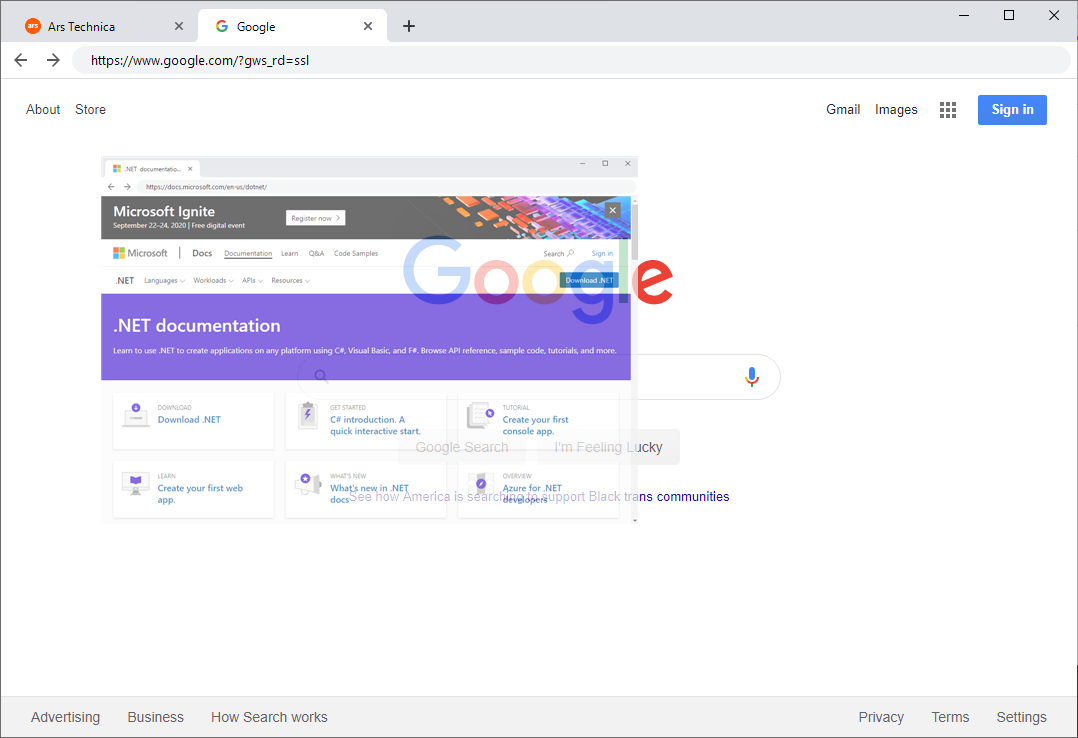 ars Ars Technica
Google
https://www.google.com/?gws_rd=ssl
About Store
Gmail Images Sign in
.NET documentatio...
https://docs.microsoft.com/en-us/dotnet/
Microsoft Ignite
September 22–24, 2020 | Free digital event
Register now
Microsoft Docs Documentation Learn Q&A Code Samples Search Sign in
.NET Languages Workloads APIs Resources Download .NET
Google
.NET documentation
Learn to use .NET to create applications on any platform using C#, Visual Basic, and F#. Browse API reference, sample code, tutorials, and more.
DOWNLOAD
Download .NET
GET STARTED
C# introduction. A
quick interactive start.
TUTORIAL
Create your first
console app.
Google Search I'm Feeling Lucky
LEARN
Create your first web
app.
WHAT'S NEW
What's new in .NET
docs
OVERVIEW
Azure for .NET
developers
See how America is searching to support Black trans communities
Advertising Business How Search works
Privacy Terms Settings